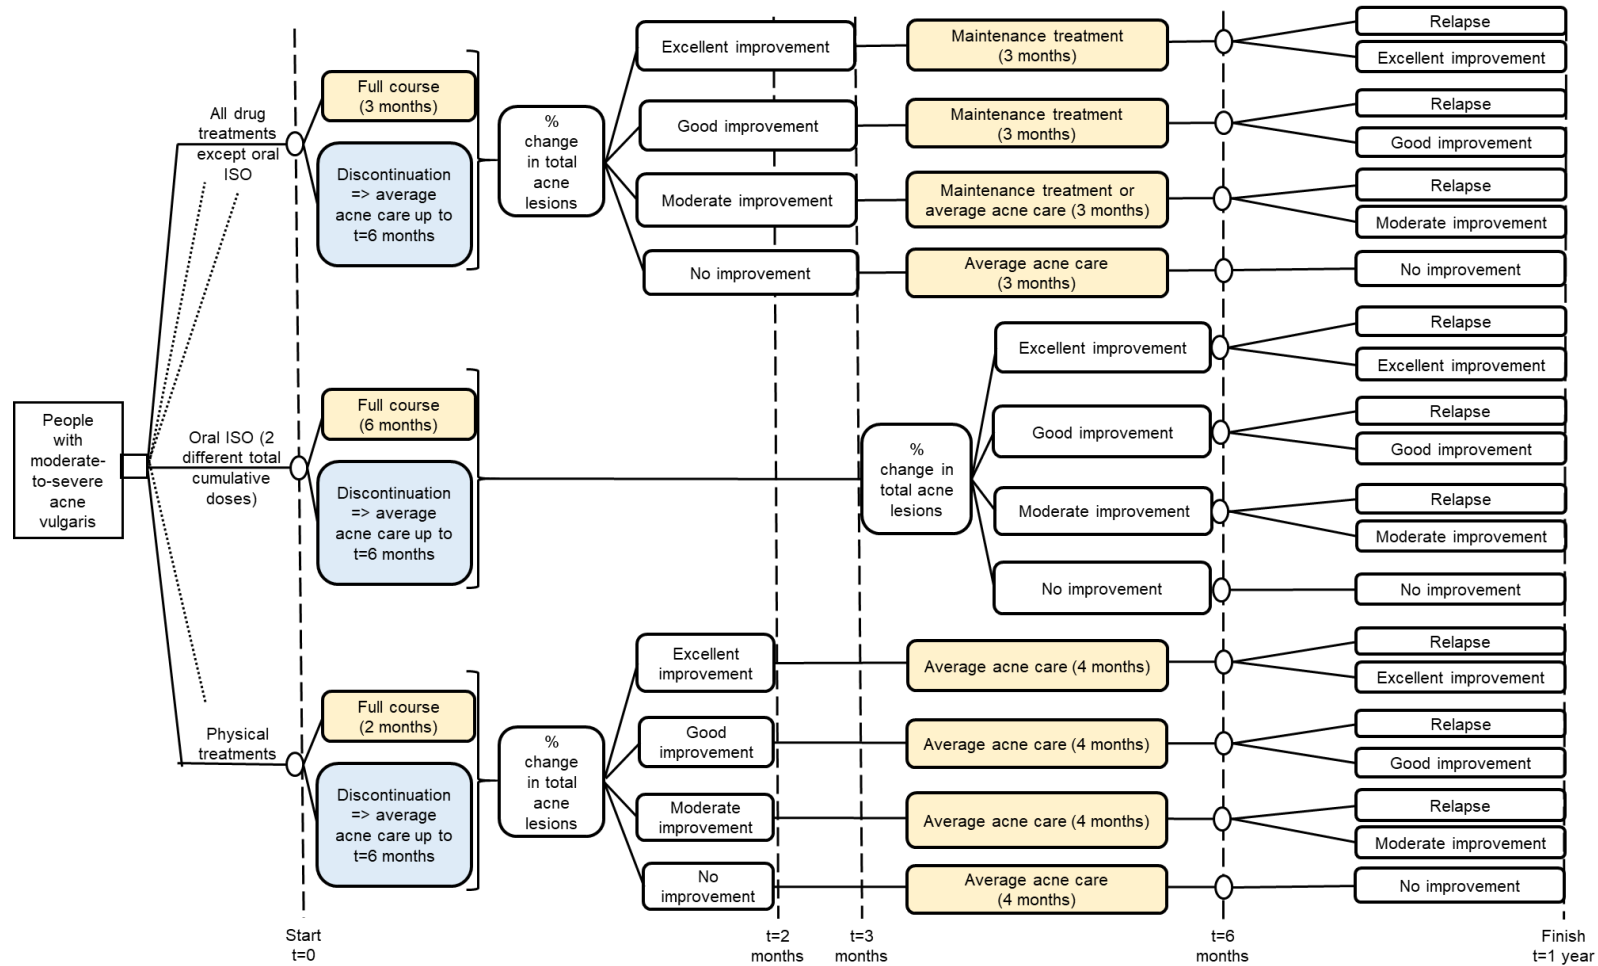 People
with
moderate-
to-severe
acne
vulgaris
All drug
treatments
except oral
ISO
Full course
(3 months)
Discontinuation
=> average
acne care up to
t=6 months
%
change
in total
acne
lesions
Excellent improvement
Maintenance treatment
(3 months)
Relapse
Excellent improvement
Good improvement
Maintenance treatment
(3 months)
Relapse
Good improvement
Moderate improvement
Maintenance treatment or
average acne care (3 months)
Relapse
Moderate improvement
No improvement
Average acne care
(3 months)
No improvement
Oral ISO (2
different total
cumulative
doses)
Full course
(6 months)
Discontinuation
=> average
acne care up to
t=6 months
%
change in
total acne
lesions
Excellent improvement
Relapse
Excellent improvement
Good improvement
Relapse
Good improvement
Moderate improvement
Relapse
Moderate improvement
No improvement
No improvement
Physical
treatments
Full course
(2 months)
Discontinuation
=> average
acne care up to
t=6 months
%
change
in total
acne
lesions
Excellent
improvement
Average acne care (4 months)
Relapse
Excellent improvement
Good
improvement
Average acne care (4 months)
Relapse
Good improvement
Moderate
improvement
Average acne care (4 months)
Relapse
Moderate improvement
No
improvement
Average acne care
(4 months)
No improvement
Start
t=0
t=2
months
t=3
months
t=6
months
Finish
t=1 year